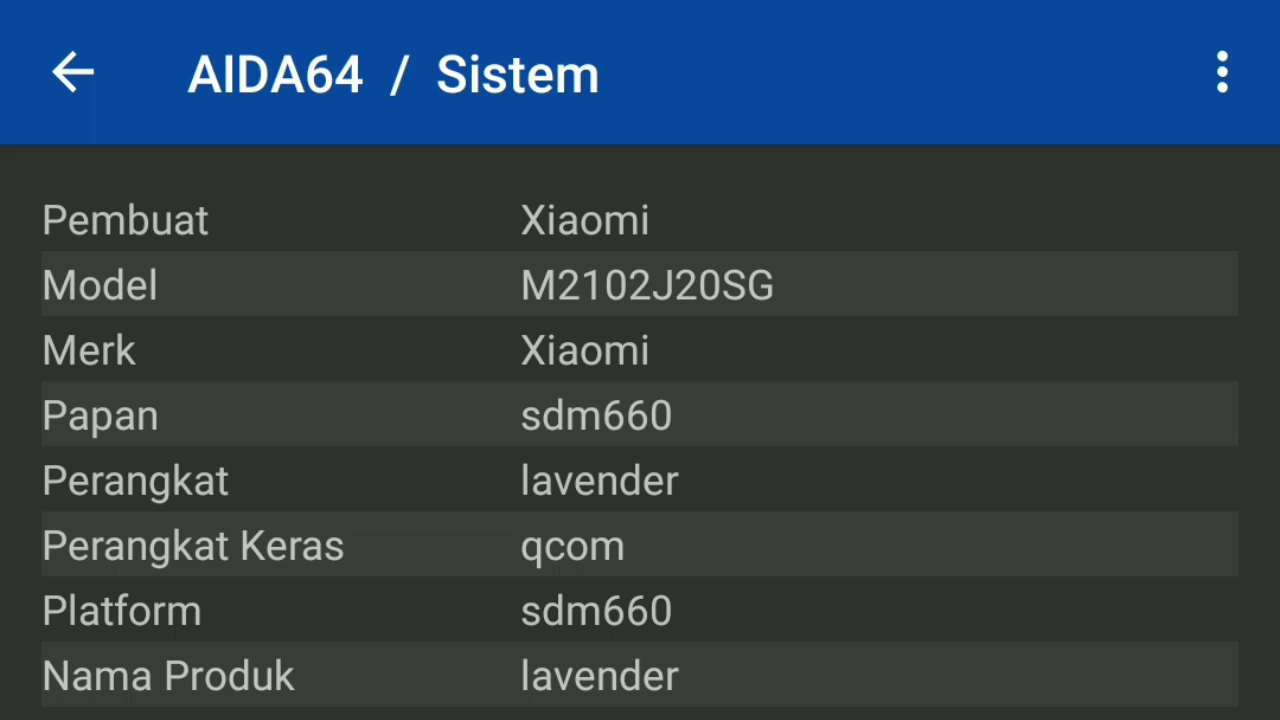 AIDA64 / Sistem
Pembuat Xiaomi
Model M2102J20SG
Merk Xiaomi
Papan sdm660
Perangkat lavender
Perangkat Keras qcom
Platform sdm660
Nama Produk lavender